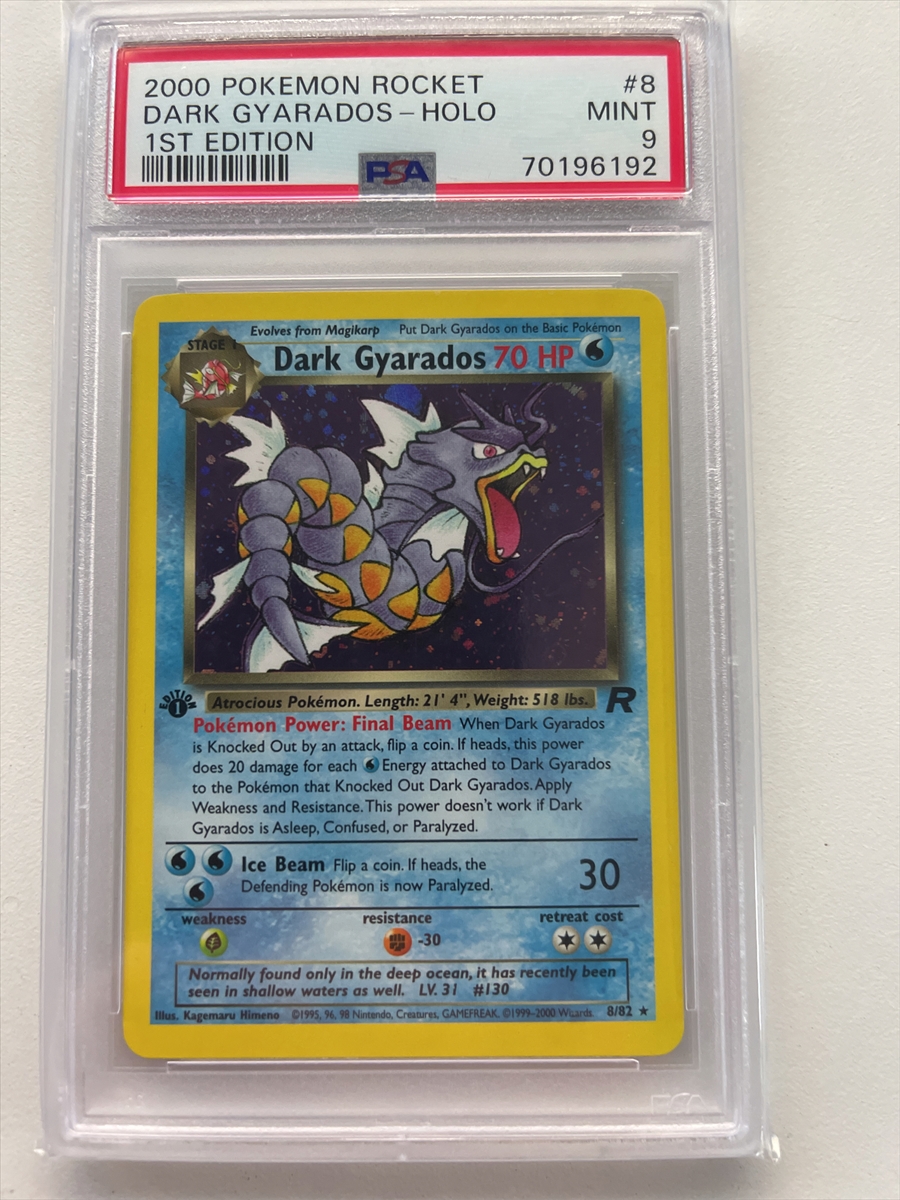 2000 POKEMON ROCKET #8
DARK GYARADOS - HOLO MINT
1ST EDITION 9
PSA 70196192
Evolves from Magikarp Put Dark Gyarados on the Basic Pokémon
STAGE 1
Dark Gyarados 70 HP
EDITION 1
Atrocious Pokémon. Length: 21' 4", Weight: 518 lbs. R
Pokémon Power: Final Beam When Dark Gyarados
is Knocked Out by an attack, flip a coin. If heads, this power
does 20 damage for each Energy attached to Dark Gyarados
to the Pokémon that Knocked Out Dark Gyarados. Apply
Weakness and Resistance. This power doesn't work if Dark
Gyarados is Asleep, Confused, or Paralyzed.
Ice Beam Flip a coin. If heads, the
Defending Pokémon is now Paralyzed. 30
weakness resistance retreat cost
-30
Normally found only in the deep ocean, it has recently been
seen in shallow waters as well. LV. 31 #130
Illus. Kagemaru Himeno ©1995, 96, 98 Nintendo, Creatures, GAMEFREAK. ©1999-2000 Wizards 8/82 ★
PSA